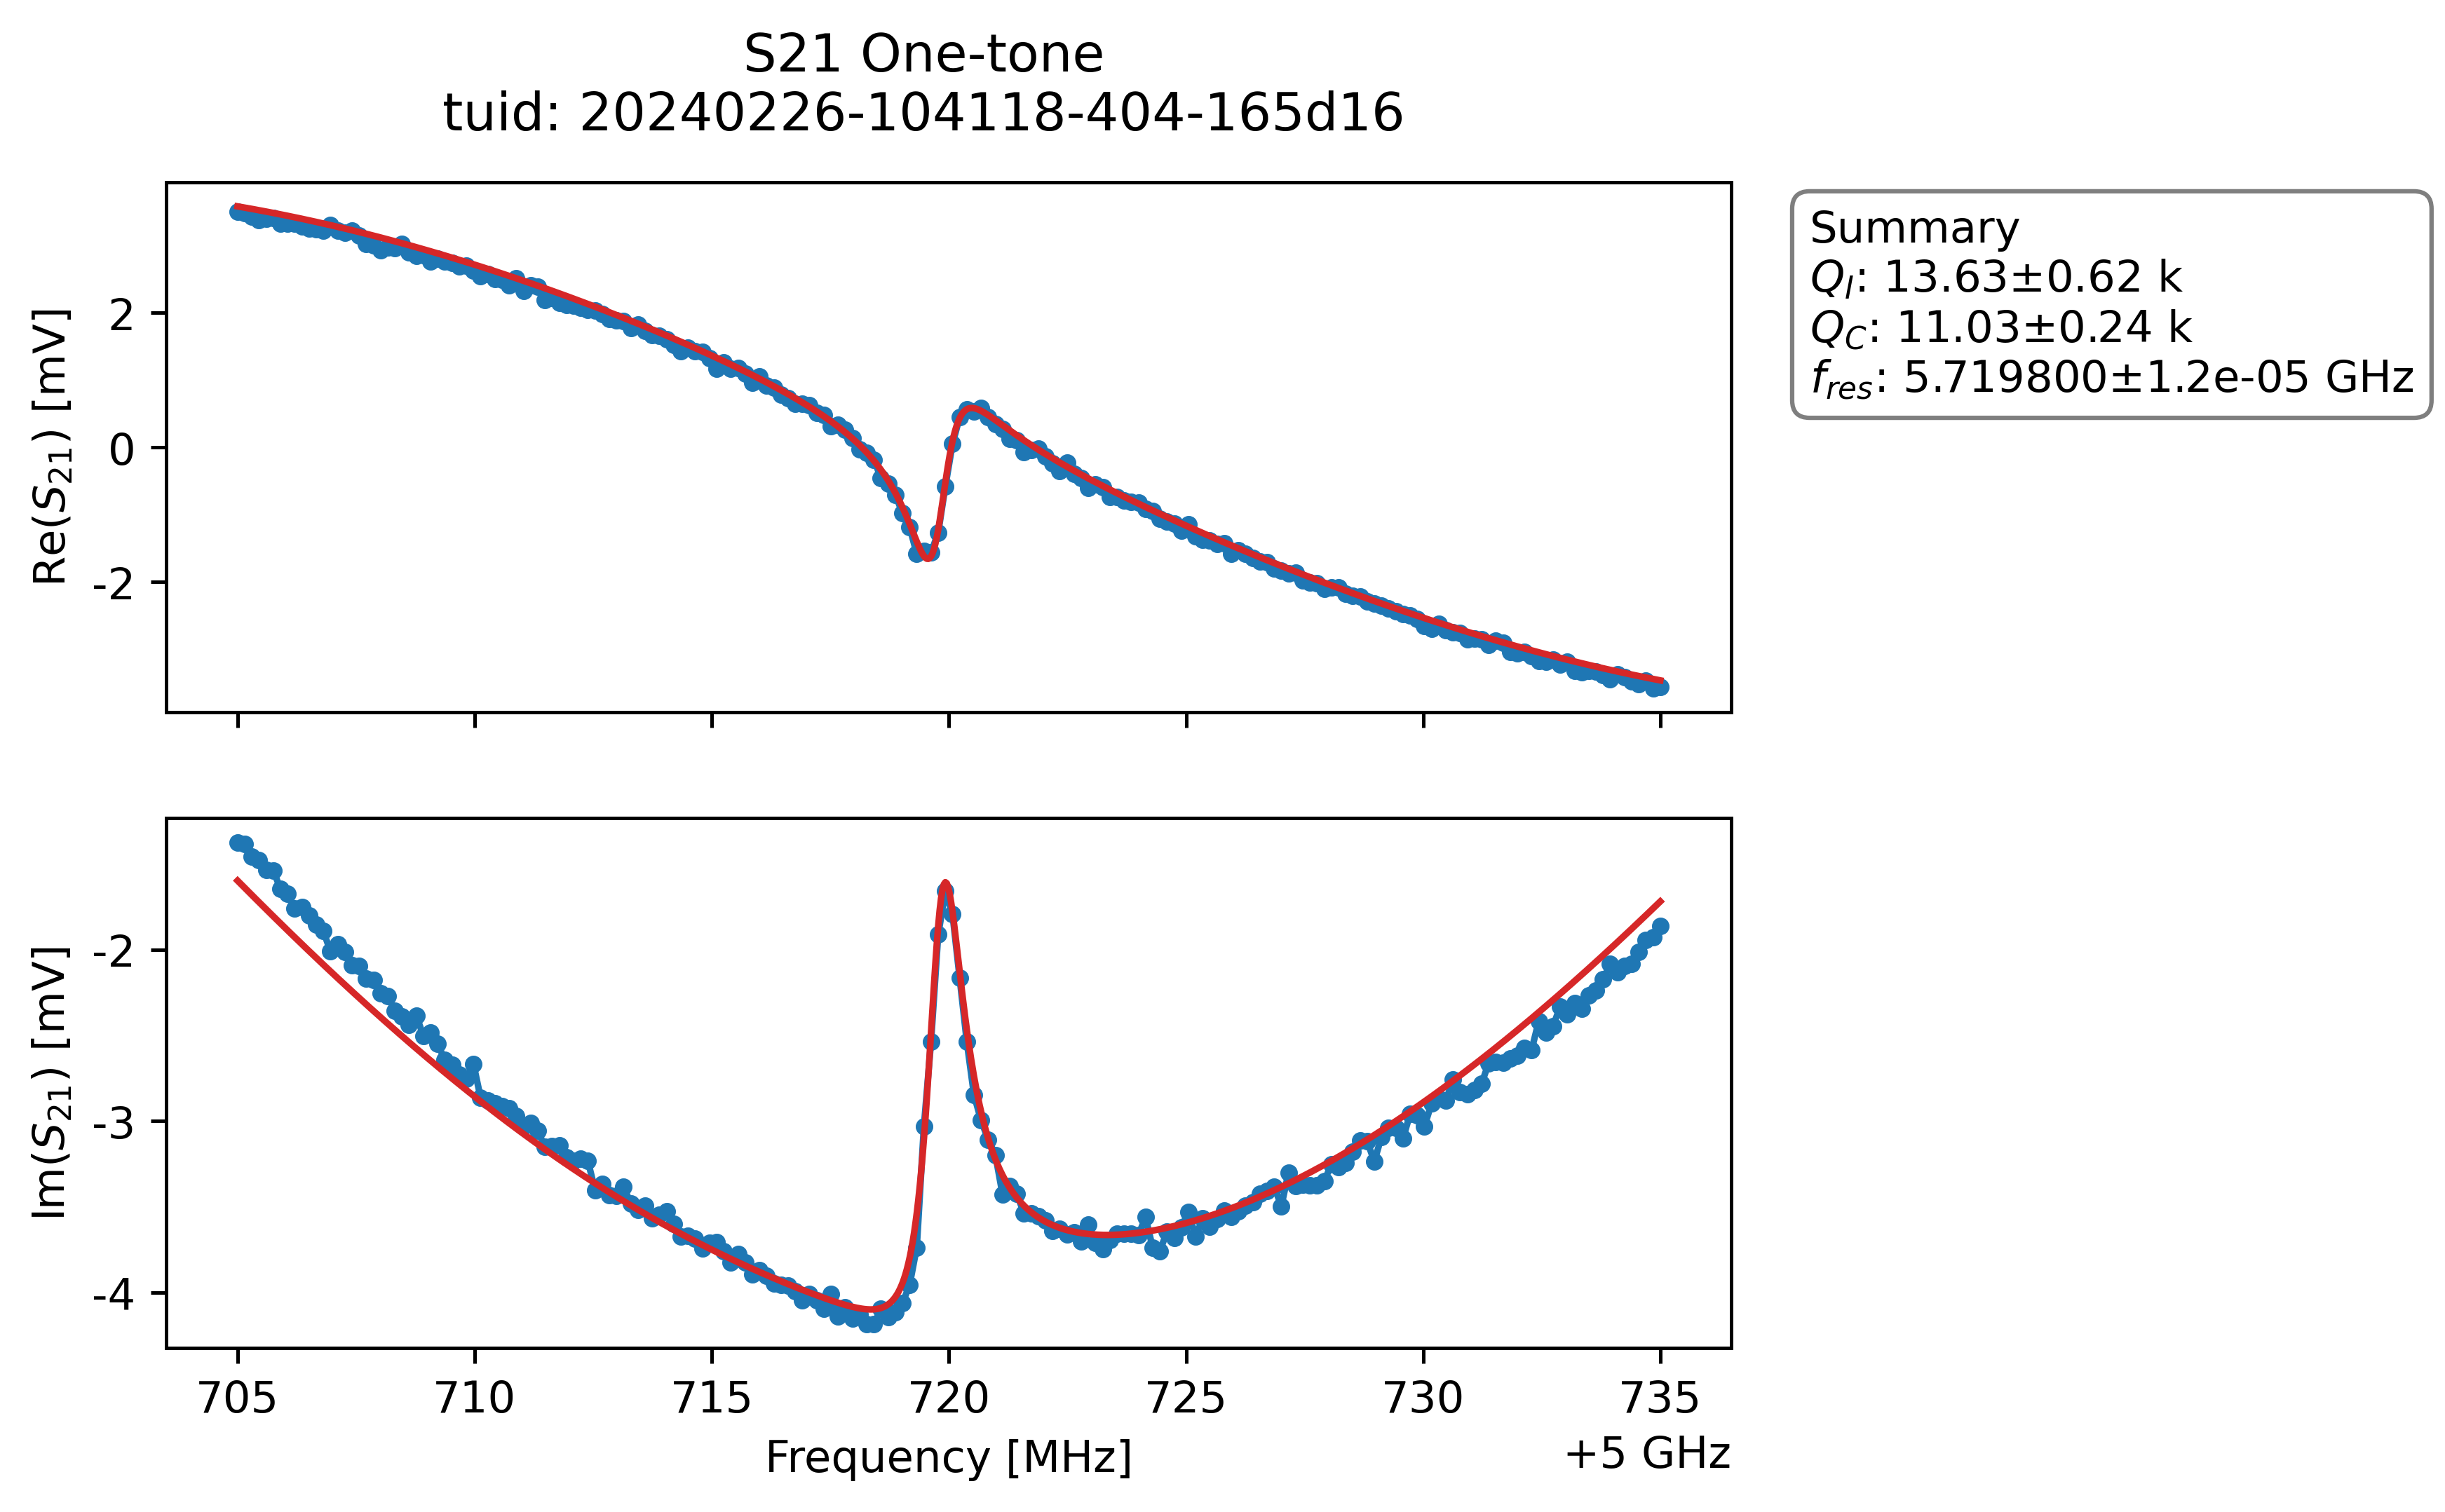 S21 One-tone
tuid: 20240226-104118-404-165d16
Re(S21) [mV]
2
0
-2
Summary
QI: 13.63±0.62 k
QC: 11.03±0.24 k
fres: 5.719800±1.2e-05 GHz
Im(S21) [mV]
-2
-3
-4
705 710 715 720 725 730 735
Frequency [MHz]
+5 GHz